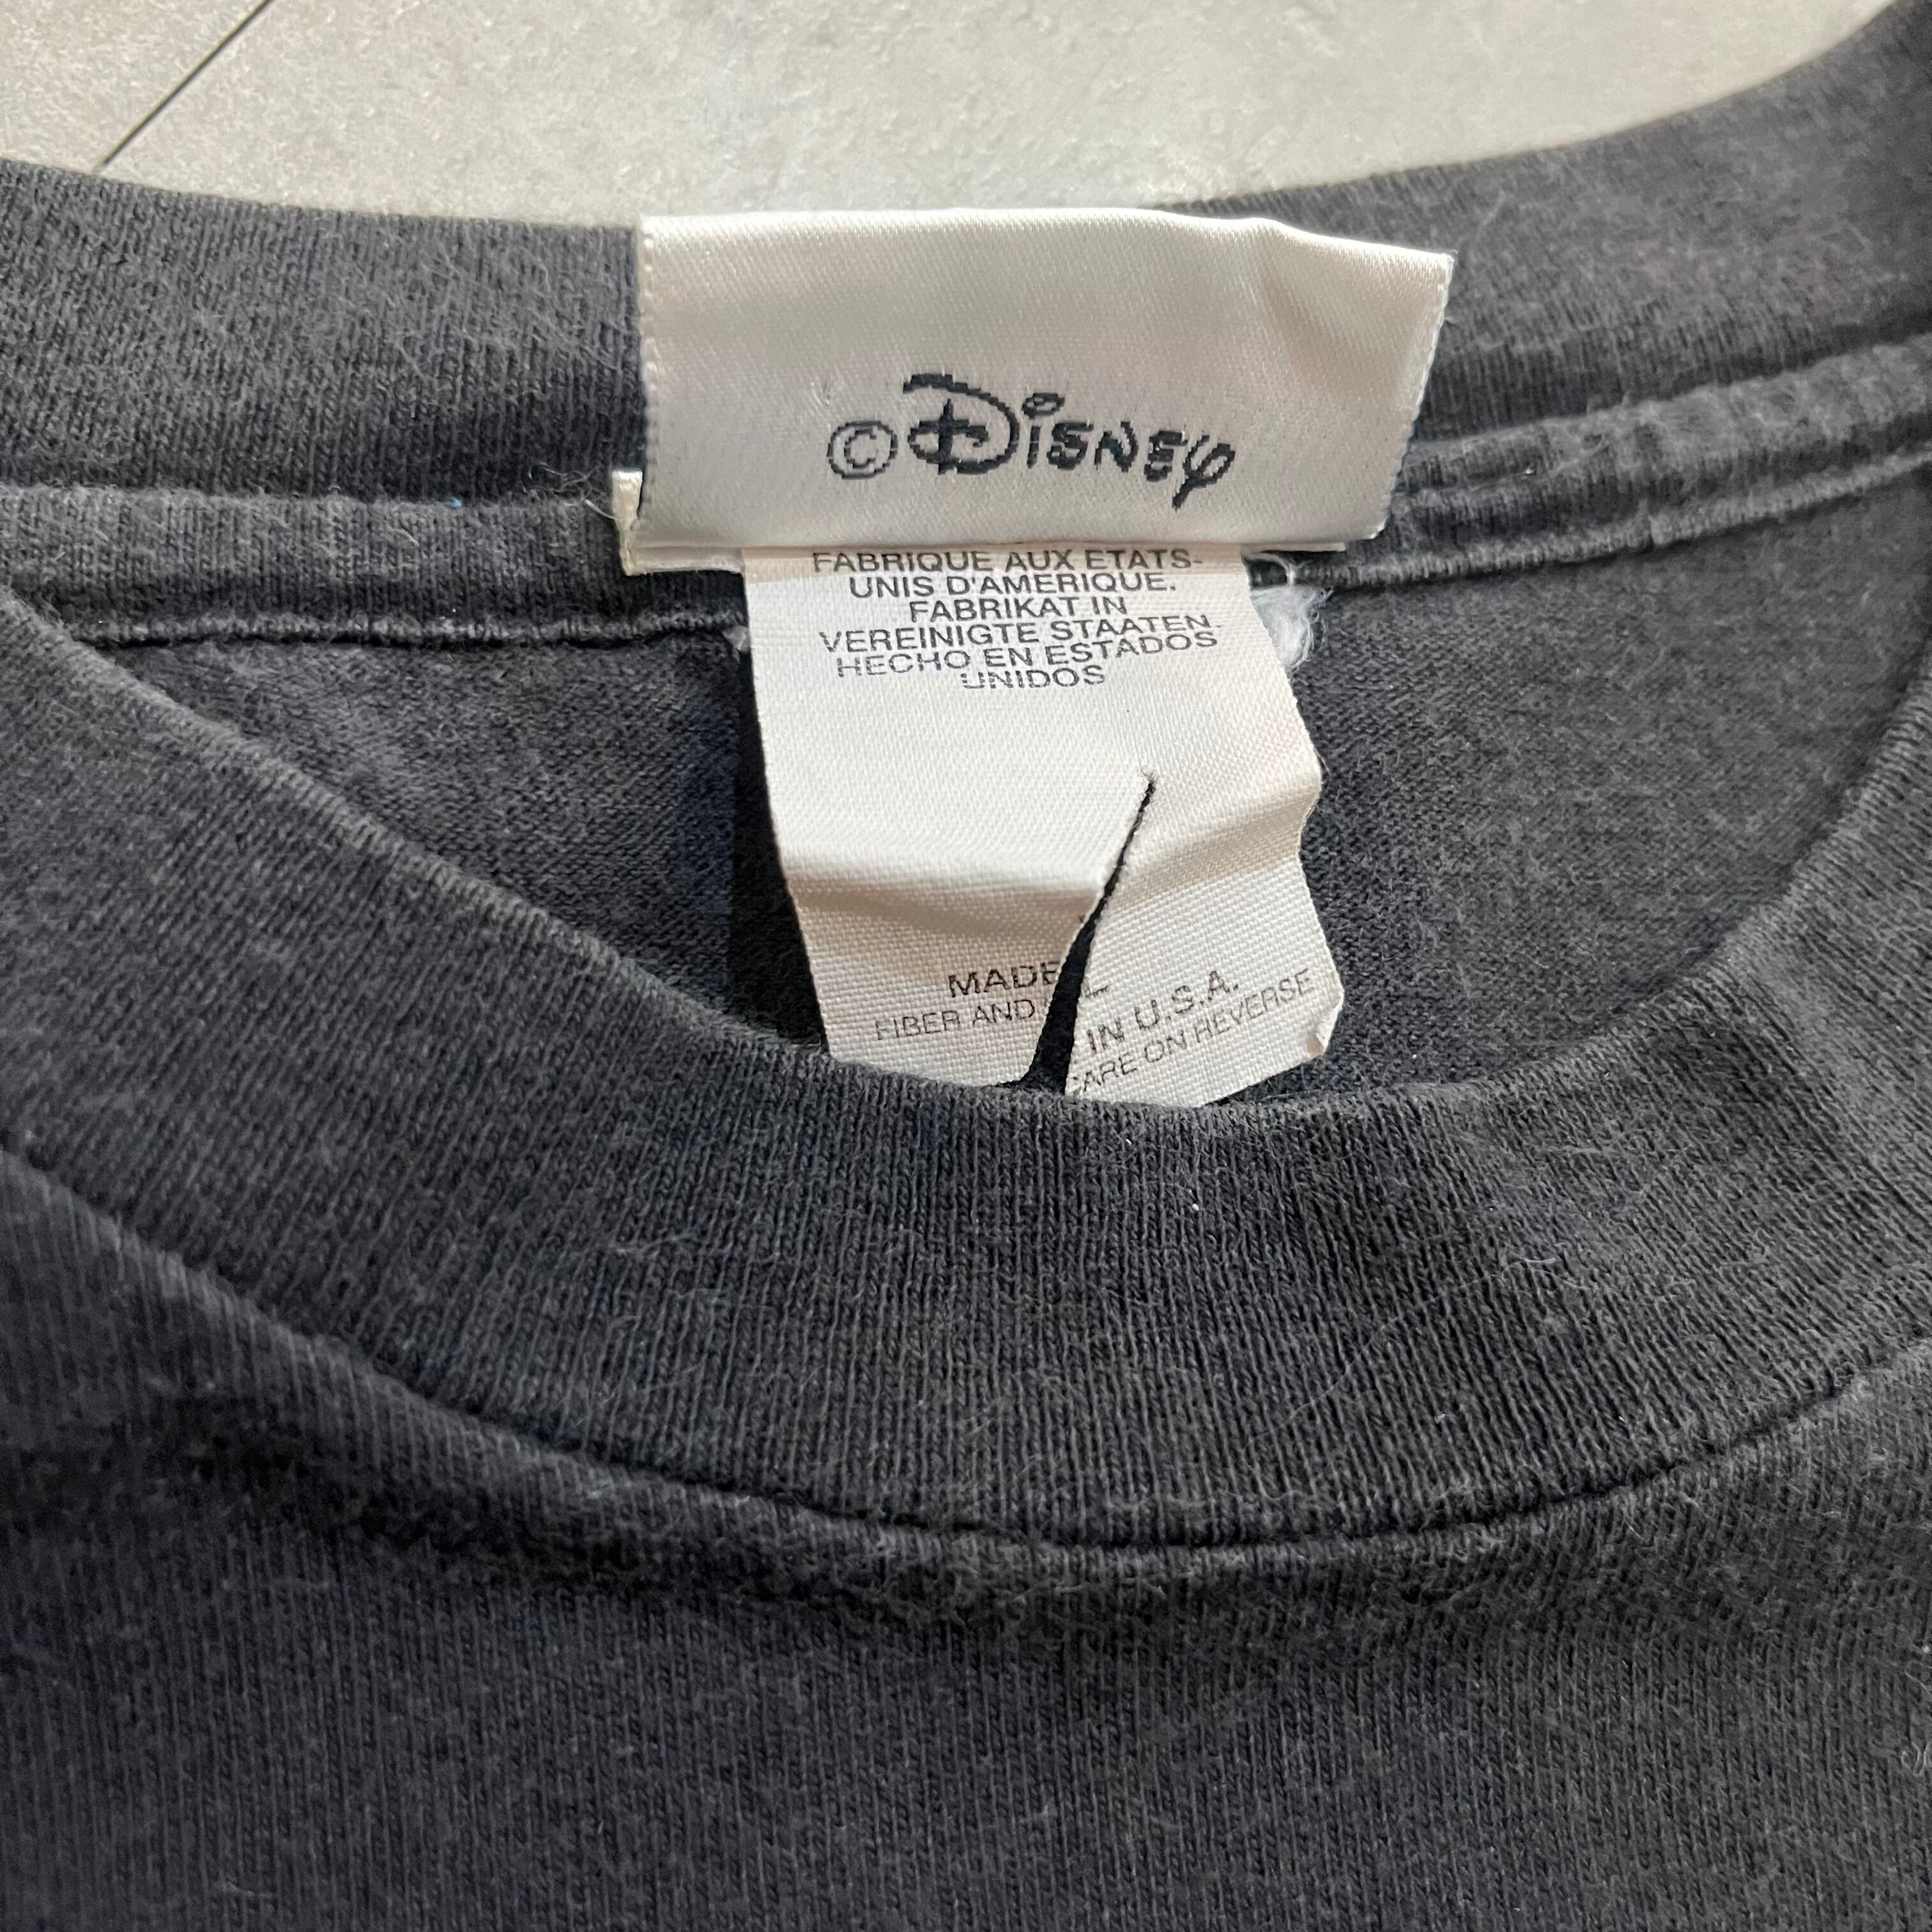 © Disney
FABRIQUE AUX ETATS-
UNIS D'AMERIQUE.
FABRIKAT IN
VEREINIGTE STAATEN.
HECHO EN ESTADOS
UNIDOS
MADE IN U.S.A.
FIBER AND CARE ON REVERSE